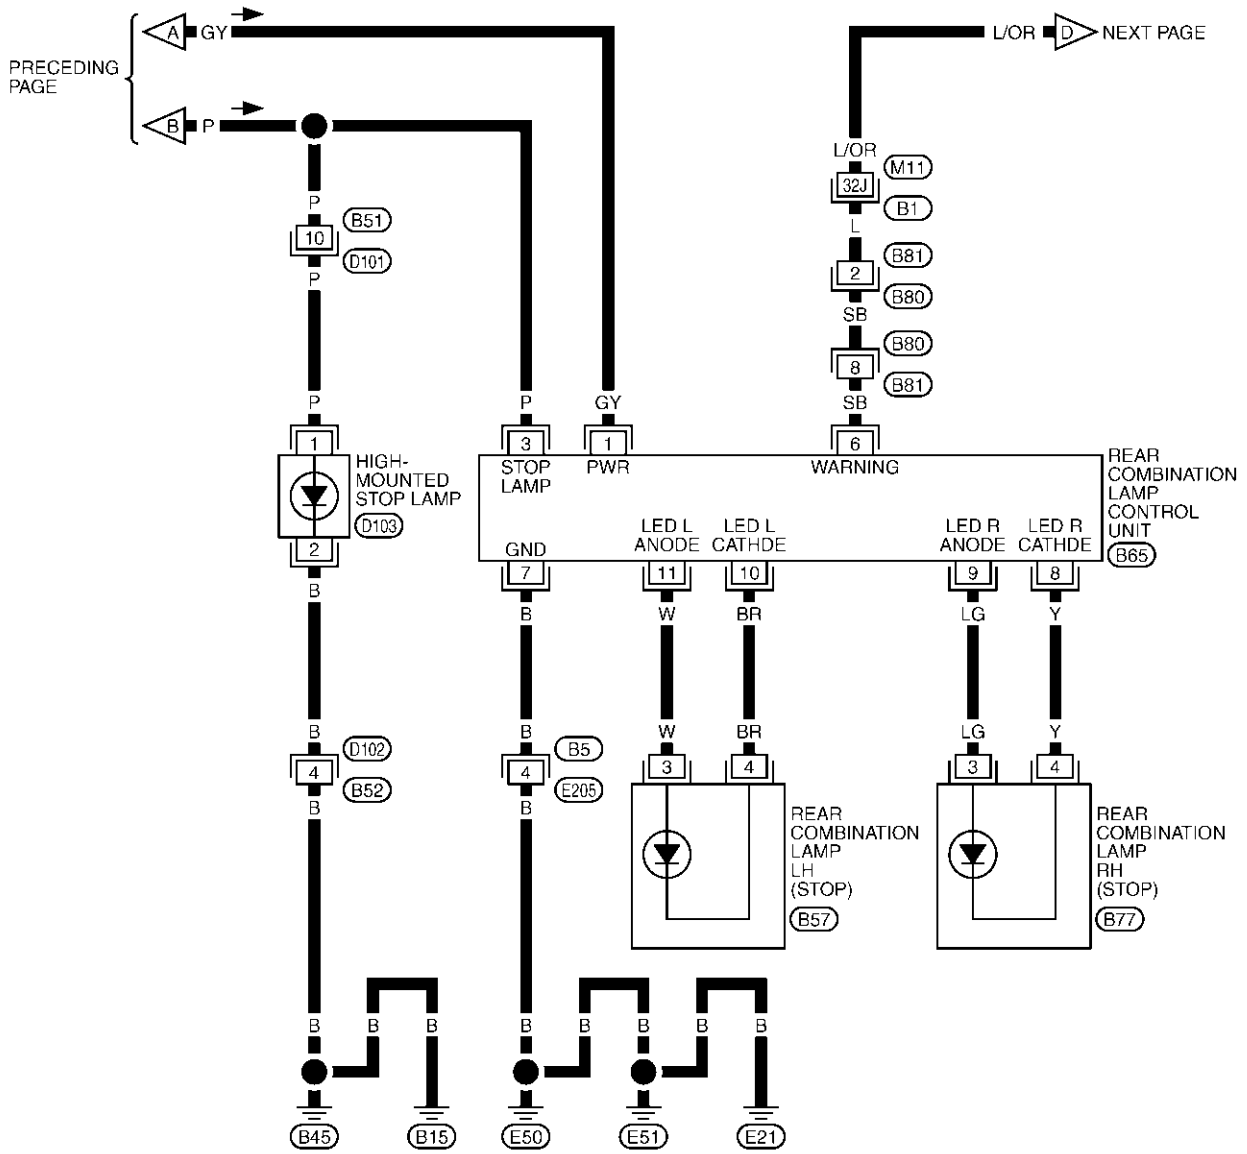 A GY
L/OR D NEXT PAGE
PRECEDING
PAGE
B P
L/OR
M11
32J
B1
P
B51
10
D101
P
L
B81
2
B80
SB
B80
8
B81
P
P
GY
SB
1
3
1
6
HIGH-
MOUNTED
STOP LAMP
D103
2
STOP
LAMP
PWR
WARNING
REAR
COMBINATION
LAMP
CONTROL
UNIT
B65
GND
LED L
ANODE
LED L
CATHDE
LED R
ANODE
LED R
CATHDE
7
11
10
9
8
B
B
W
BR
LG
Y
B
B
W
BR
LG
Y
D102
4
B52
B5
4
E205
3
4
3
4
B
B
REAR
COMBINATION
LAMP
LH
(STOP)
B57
REAR
COMBINATION
LAMP
RH
(STOP)
B77
B B B B B B B B
B45
B15
E50
E51
E21